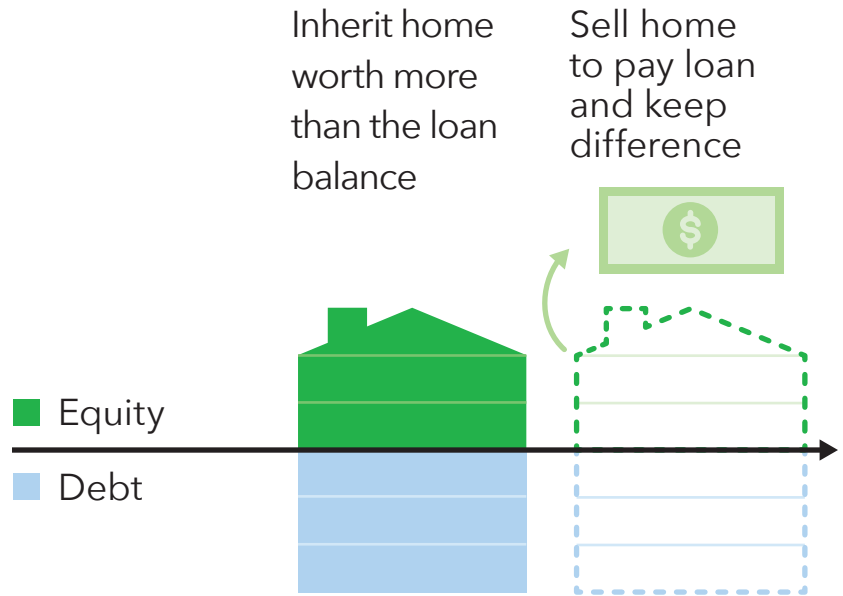 Inherit home
worth more
than the loan
balance
Sell home
to pay loan
and keep
difference
$
Equity
Debt